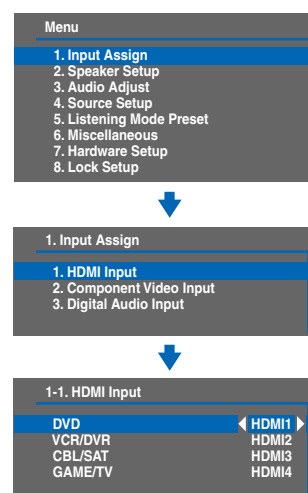 Menu
1. Input Assign
2. Speaker Setup
3. Audio Adjust
4. Source Setup
5. Listening Mode Preset
6. Miscellaneous
7. Hardware Setup
8. Lock Setup
1. Input Assign
1. HDMI Input
2. Component Video Input
3. Digital Audio Input
1-1. HDMI Input
DVD HDMI1
VCR/DVR HDMI2
CBL/SAT HDMI3
GAME/TV HDMI4